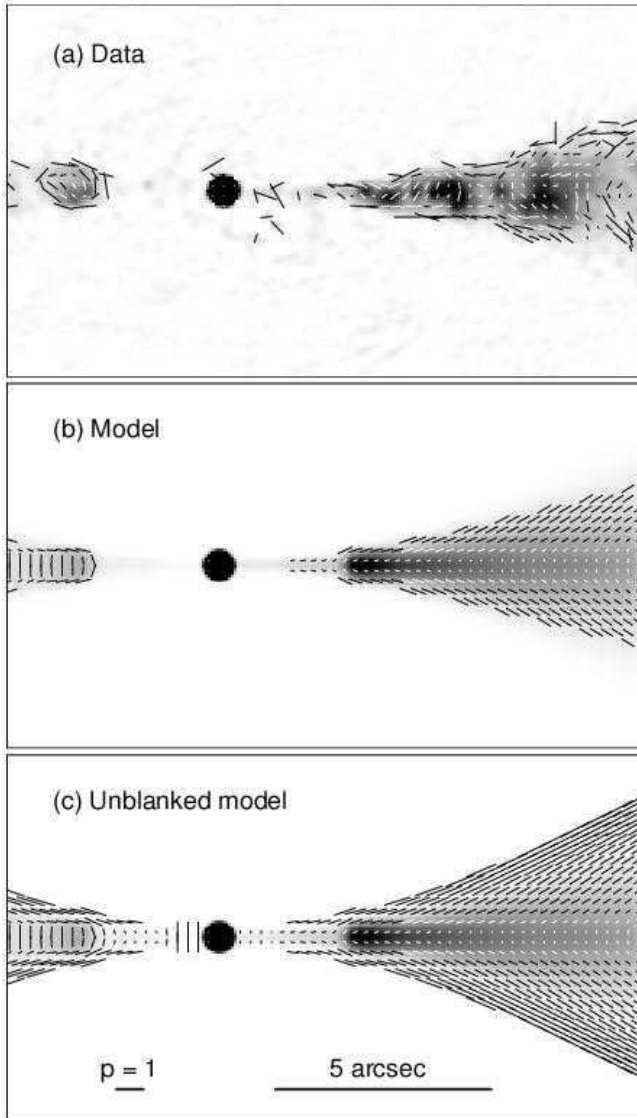 (a) Data
(b) Model
(c) Unblanked model
p = 1
5 arcsec